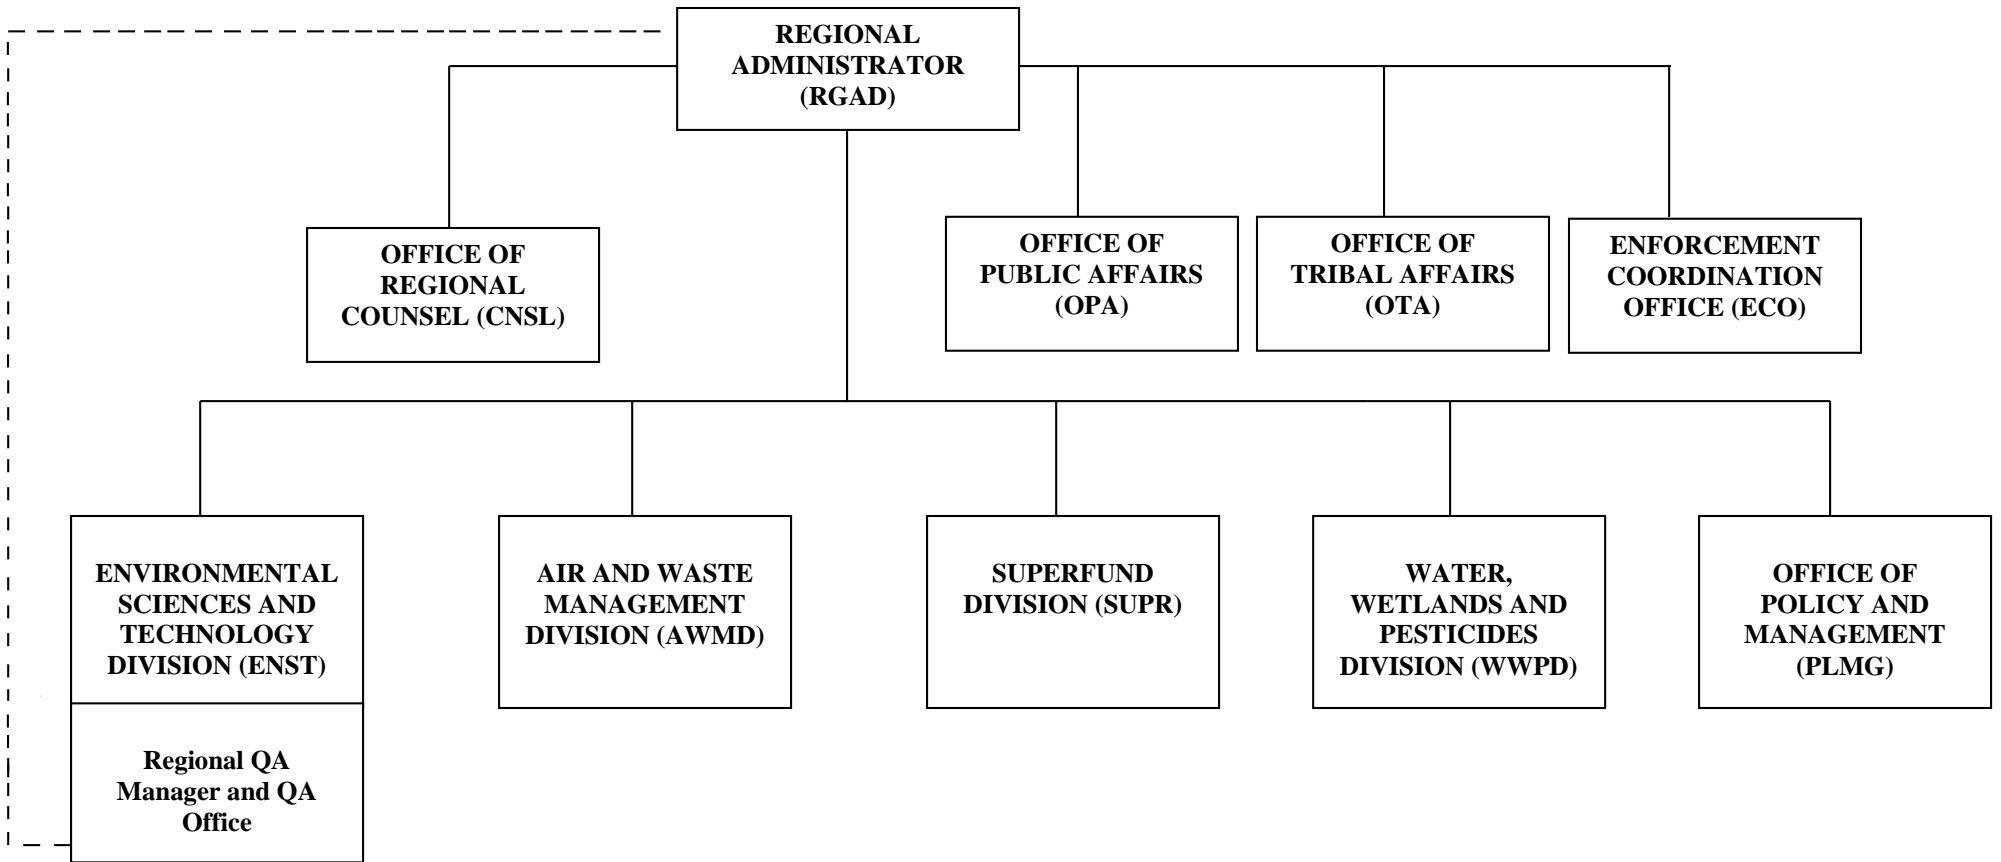 REGIONAL
ADMINISTRATOR
(RGAD)
OFFICE OF
REGIONAL
COUNSEL (CNSL)
OFFICE OF
PUBLIC AFFAIRS
(OPA)
OFFICE OF
TRIBAL AFFAIRS
(OTA)
ENFORCEMENT
COORDINATION
OFFICE (ECO)
ENVIRONMENTAL
SCIENCES AND
TECHNOLOGY
DIVISION (ENST)
Regional QA
Manager and QA
Office
AIR AND WASTE
MANAGEMENT
DIVISION (AWMD)
SUPERFUND
DIVISION (SUPR)
WATER,
WETLANDS AND
PESTICIDES
DIVISION (WWPD)
OFFICE OF
POLICY AND
MANAGEMENT
(PLMG)